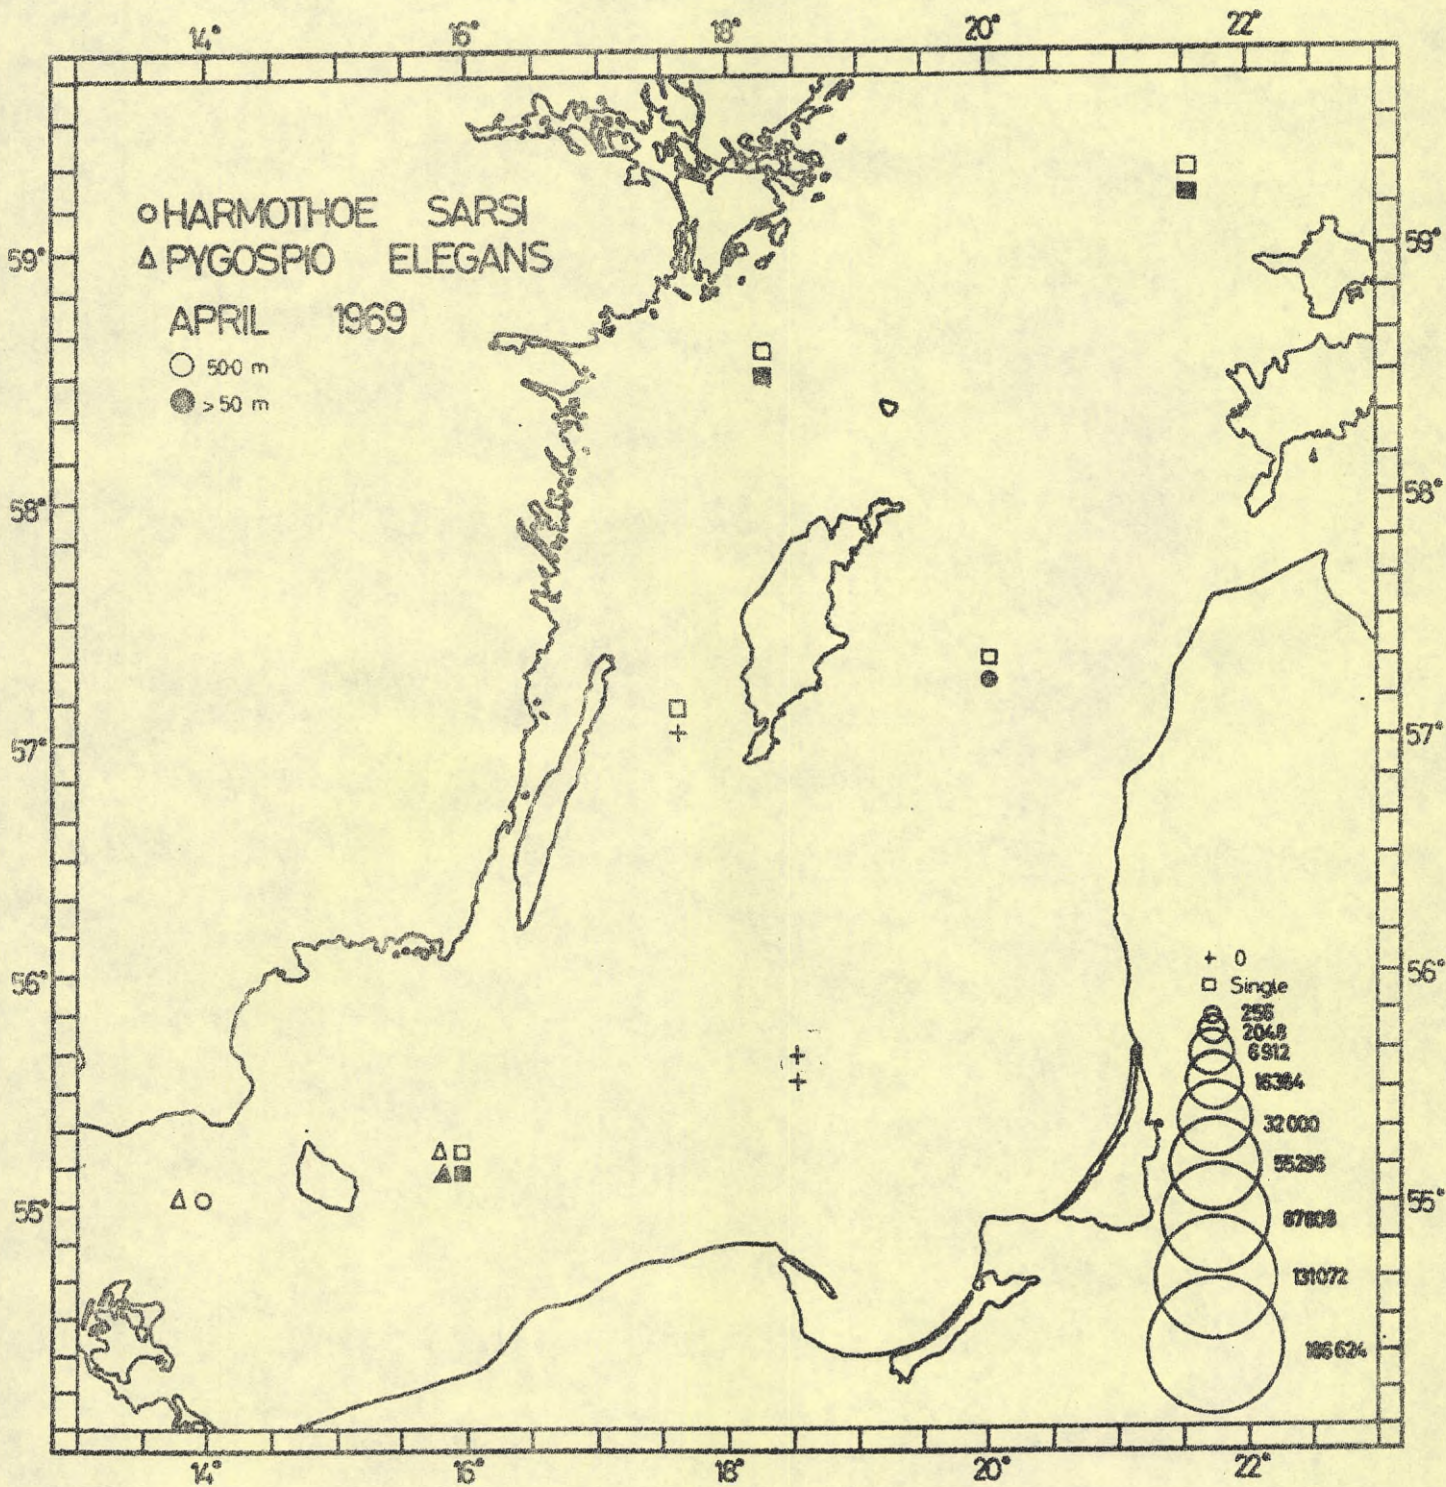 14° 16° 18° 20° 22°
HARMOTHOE SARSI
PYGOSPIO ELEGANS
59° 59°
APRIL 1969
50-0 m
> 50 m
58° 58°
57° 57°
+ 0
56° 56°
Single
256
2048
6912
16384
32000
55296
55° 55°
87808
131072
186624
14° 16° 18° 20° 22°